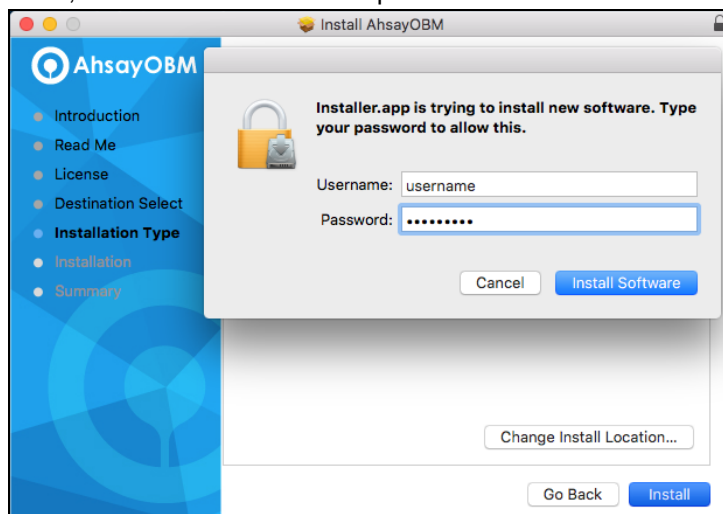 Install AhsayOBM
AhsayOBM
Introduction
Read Me
License
Destination Select
Installation Type
Installation
Summary
Installer.app is trying to install new software. Type
your password to allow this.
Username: username
Password: •••••••••
Cancel Install Software
Change Install Location...
Go Back Install